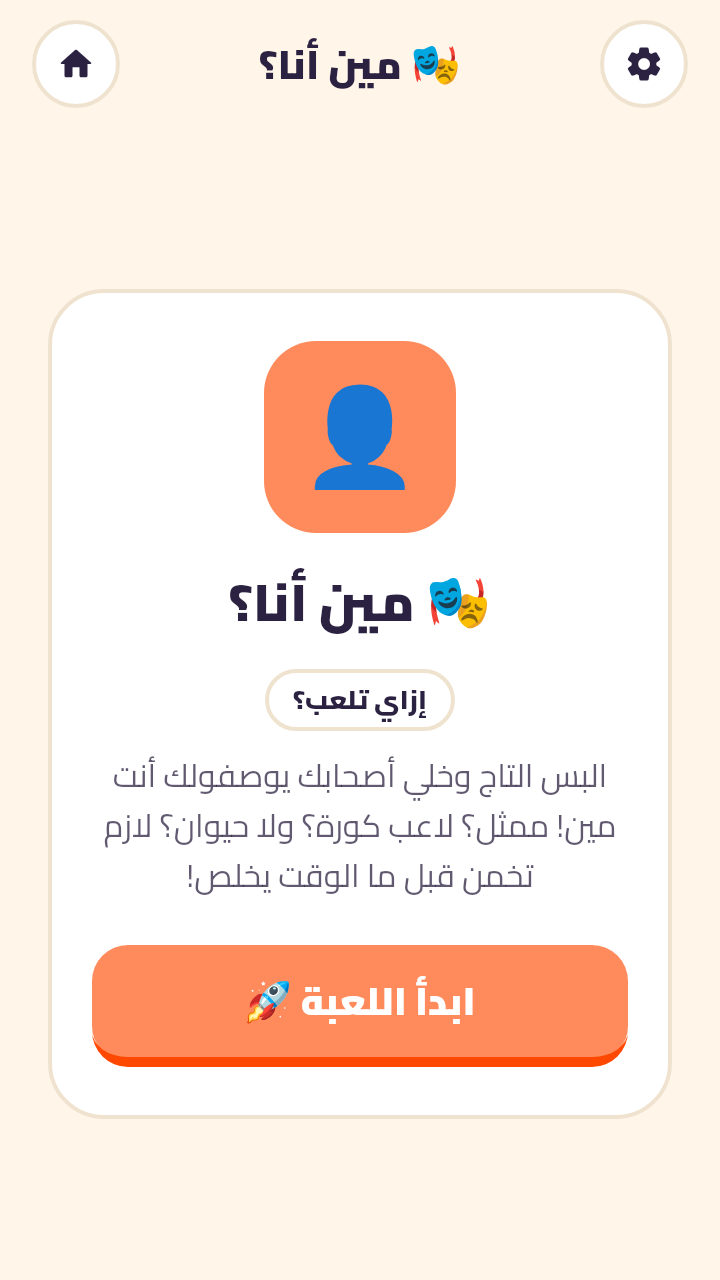 🎭 مين أنا؟
🎭 مين أنا؟
إزاي تلعب؟
البس التاج وخلي أصحابك يوصفولك أنت
مين! ممثل؟ لاعب كورة؟ ولا حيوان؟ لازم
تخمن قبل ما الوقت يخلص!
ابدأ اللعبة 🚀